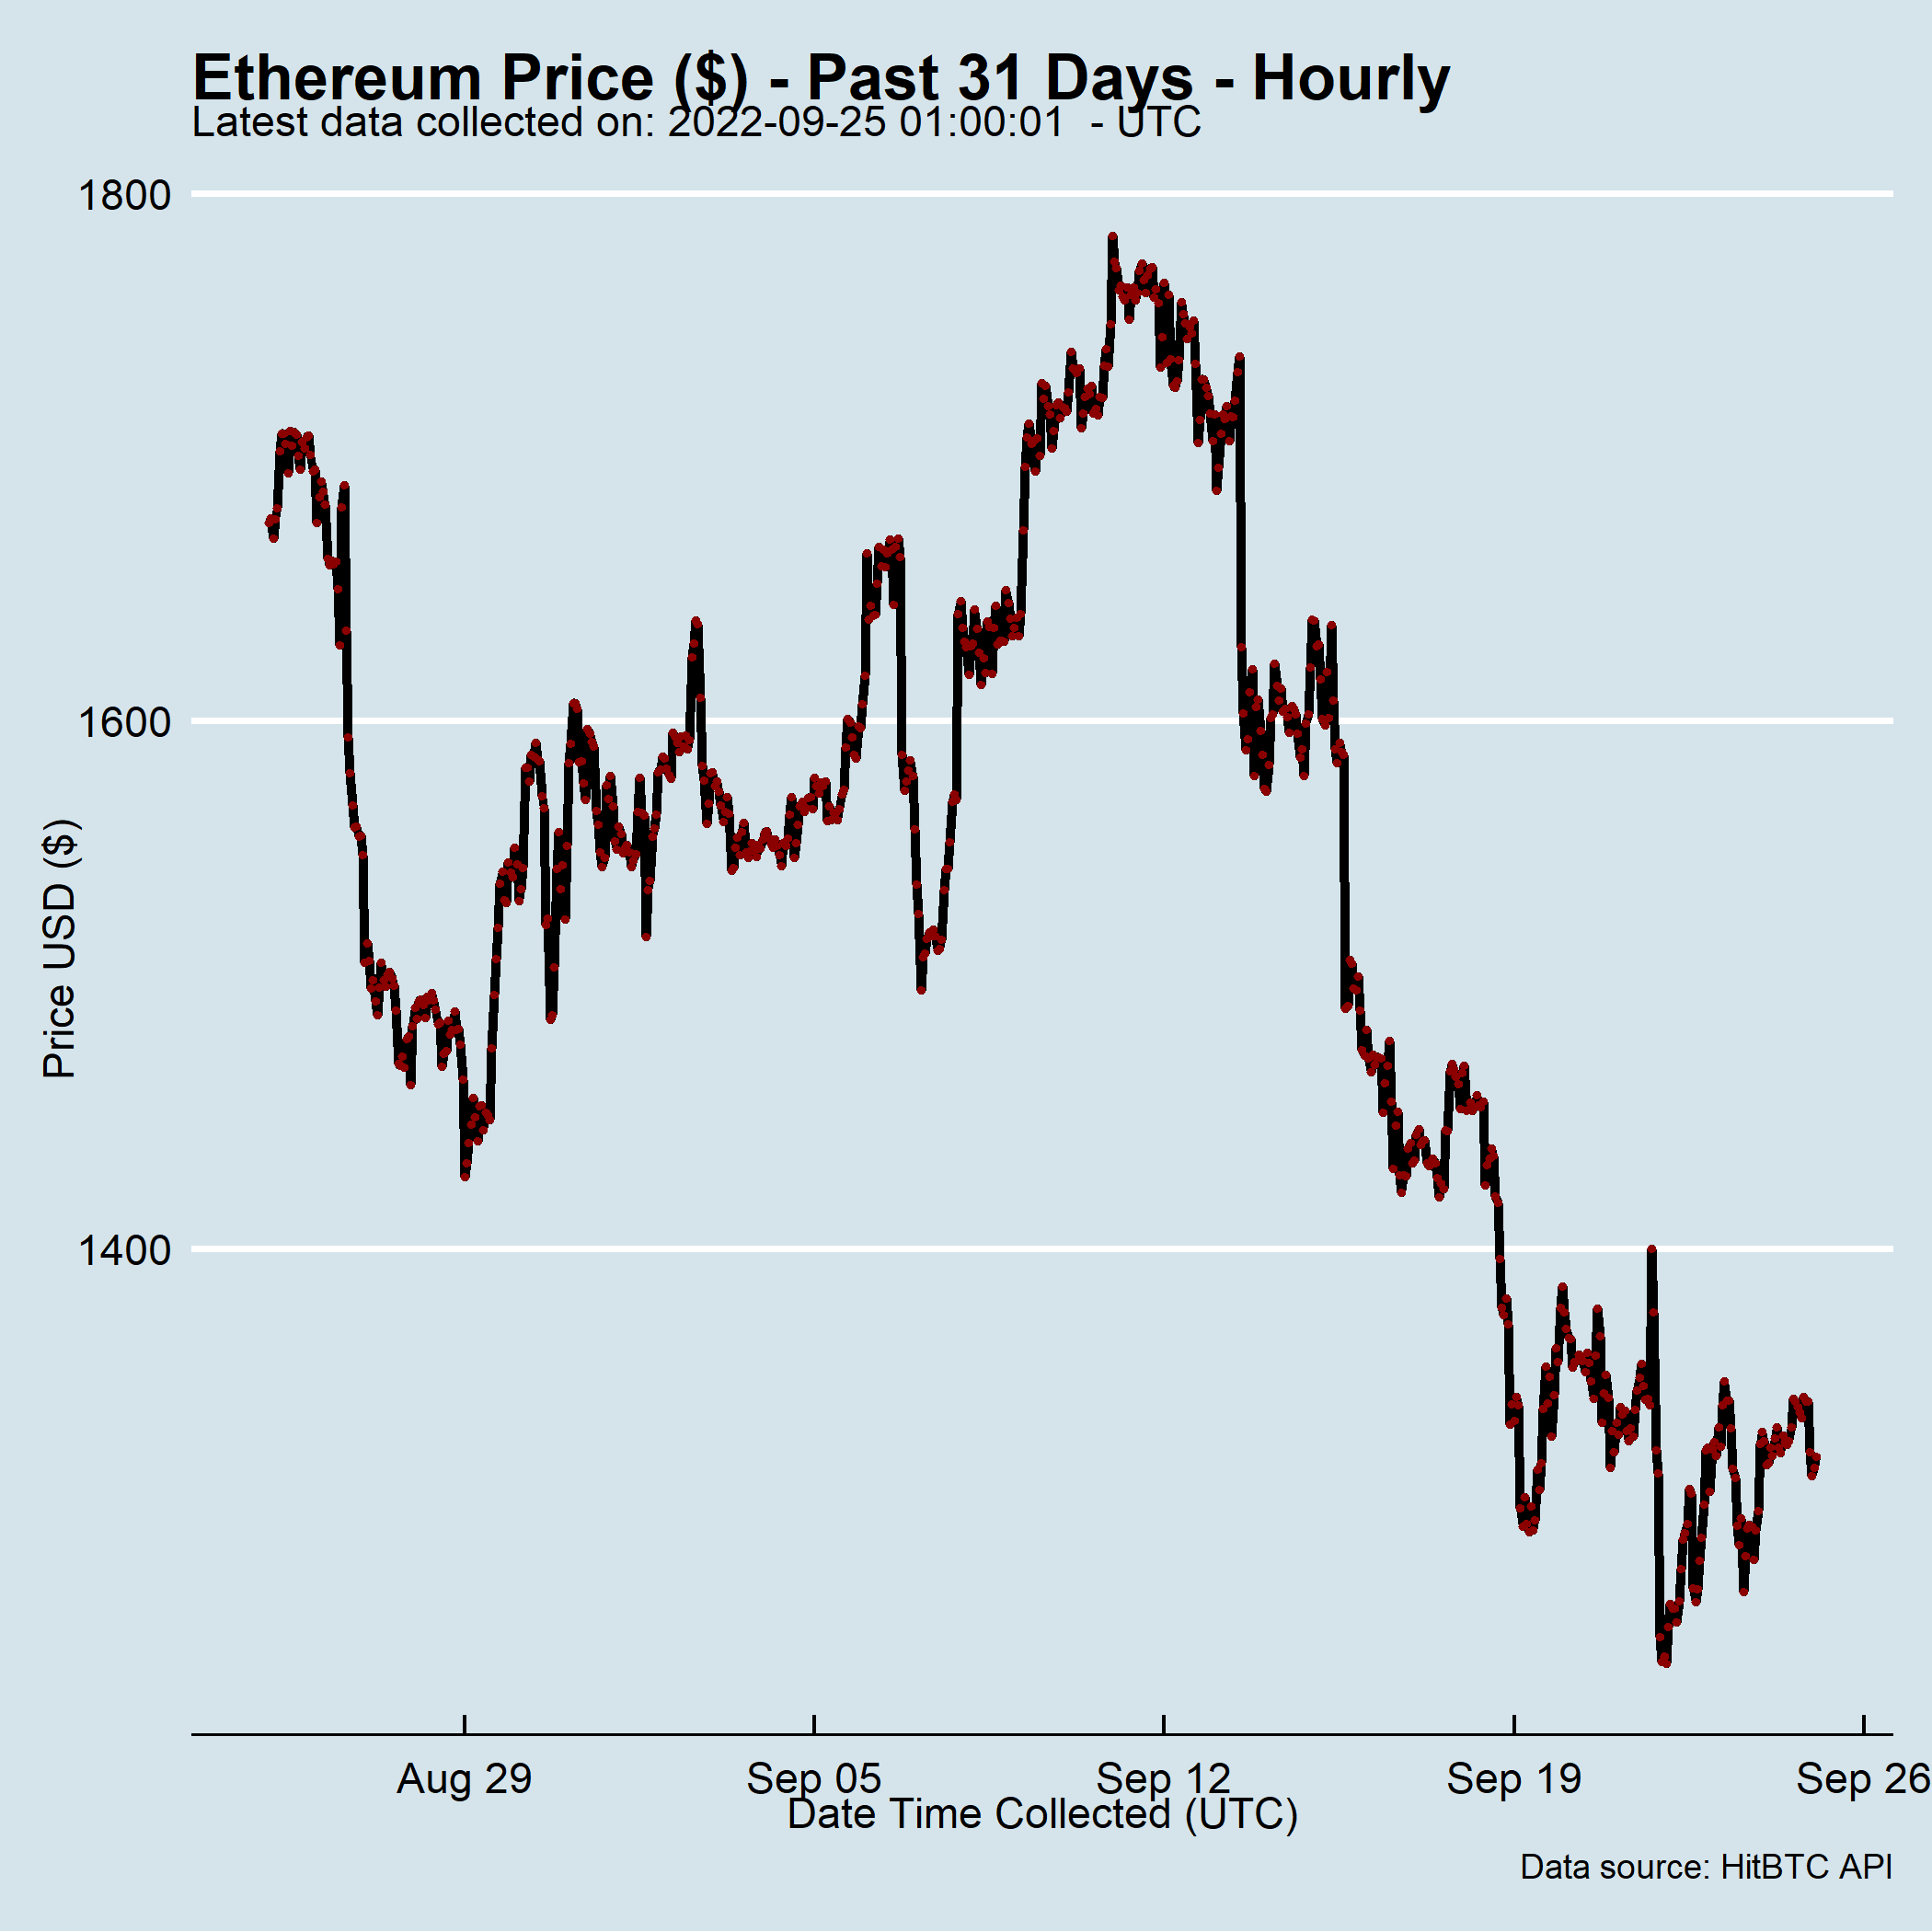 Ethereum Price ($) - Past 31 Days - Hourly
Latest data collected on: 2022-09-25 01:00:01  - UTC
1800
1600
1400
Price USD ($)
Aug 29 Sep 05 Sep 12 Sep 19 Sep 26
Date Time Collected (UTC)
Data source: HitBTC API